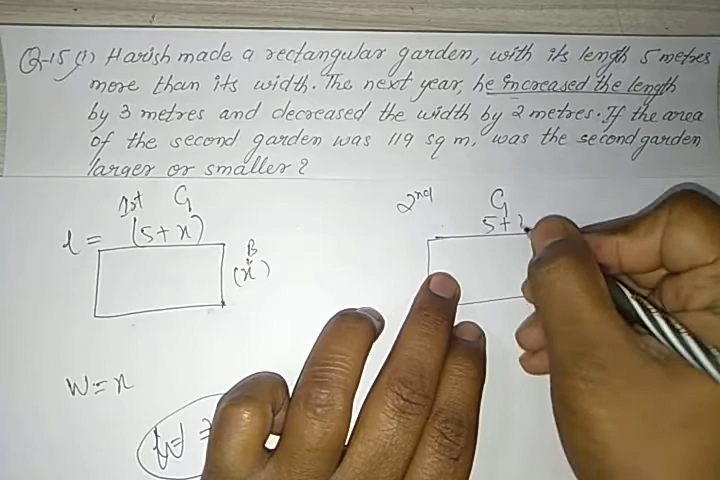 Q-15 (i) Harish made a rectangular garden, with its length 5 metres
more than its width. The next year, he increased the length
by 3 metres and decreased the width by 2 metres. If the area
of the second garden was 119 sq m, was the second garden
larger or smaller?
1st G 2nd G
l = (5+x) 5+
B
(x)
W = x